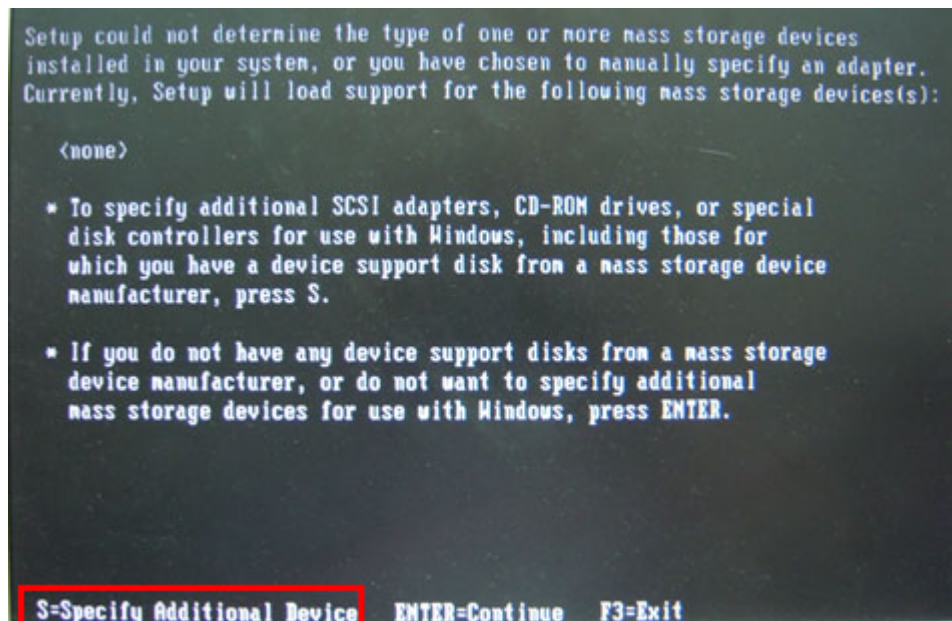 Setup could not determine the type of one or more mass storage devices
installed in your system, or you have chosen to manually specify an adapter.
Currently, Setup will load support for the following mass storage devices(s):
<none>
* To specify additional SCSI adapters, CD-ROM drives, or special
disk controllers for use with Windows, including those for
which you have a device support disk from a mass storage device
manufacturer, press S.
* If you do not have any device support disks from a mass storage
device manufacturer, or do not want to specify additional
mass storage devices for use with Windows, press ENTER.
S=Specify Additional Device ENTER=Continue F3=Exit